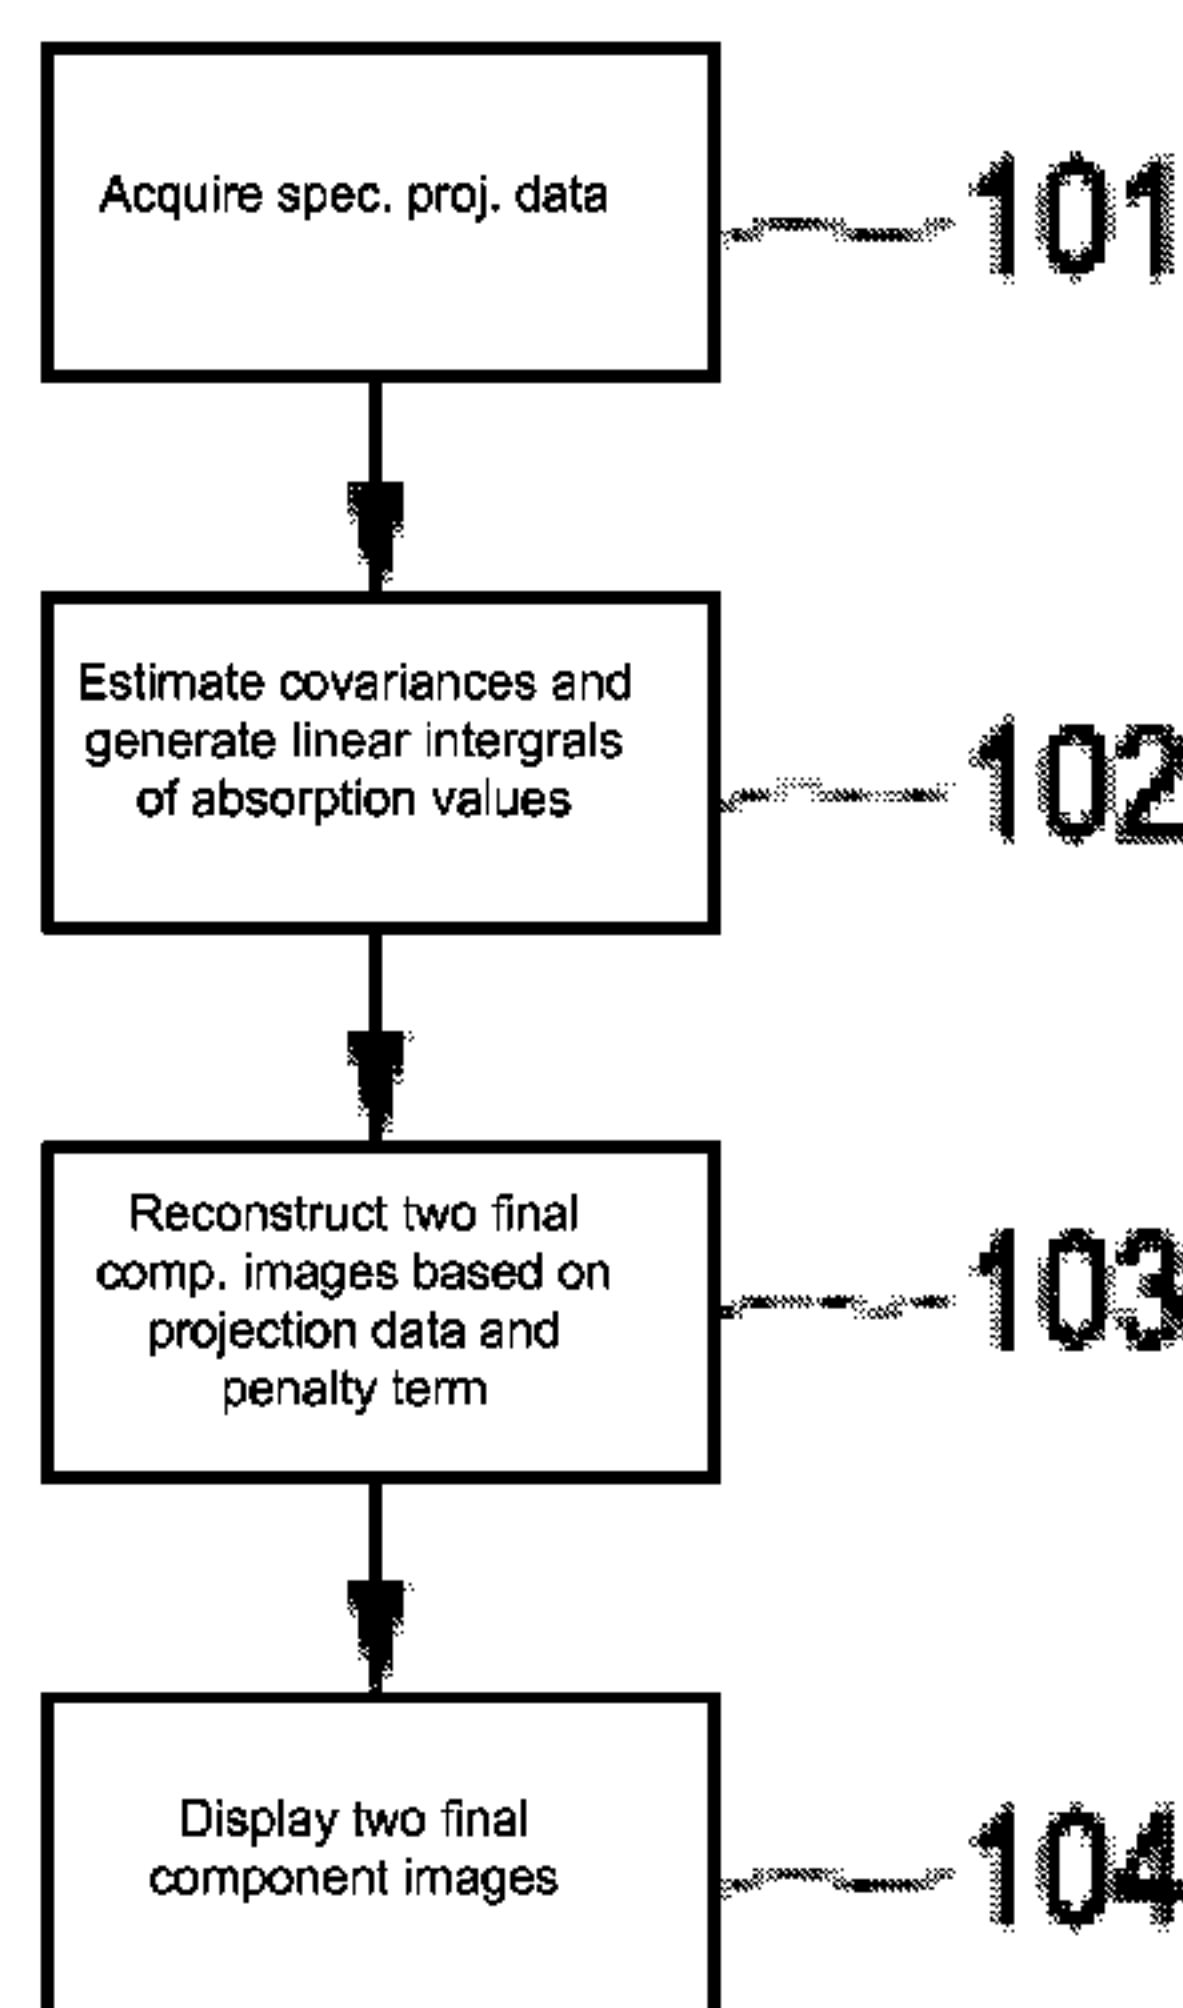 Acquire spec. proj. data
101
Estimate covariances and
generate linear intergrals
of absorption values
102
Reconstruct two final
comp. images based on
projection data and
penalty term
103
Display two final
component images
104